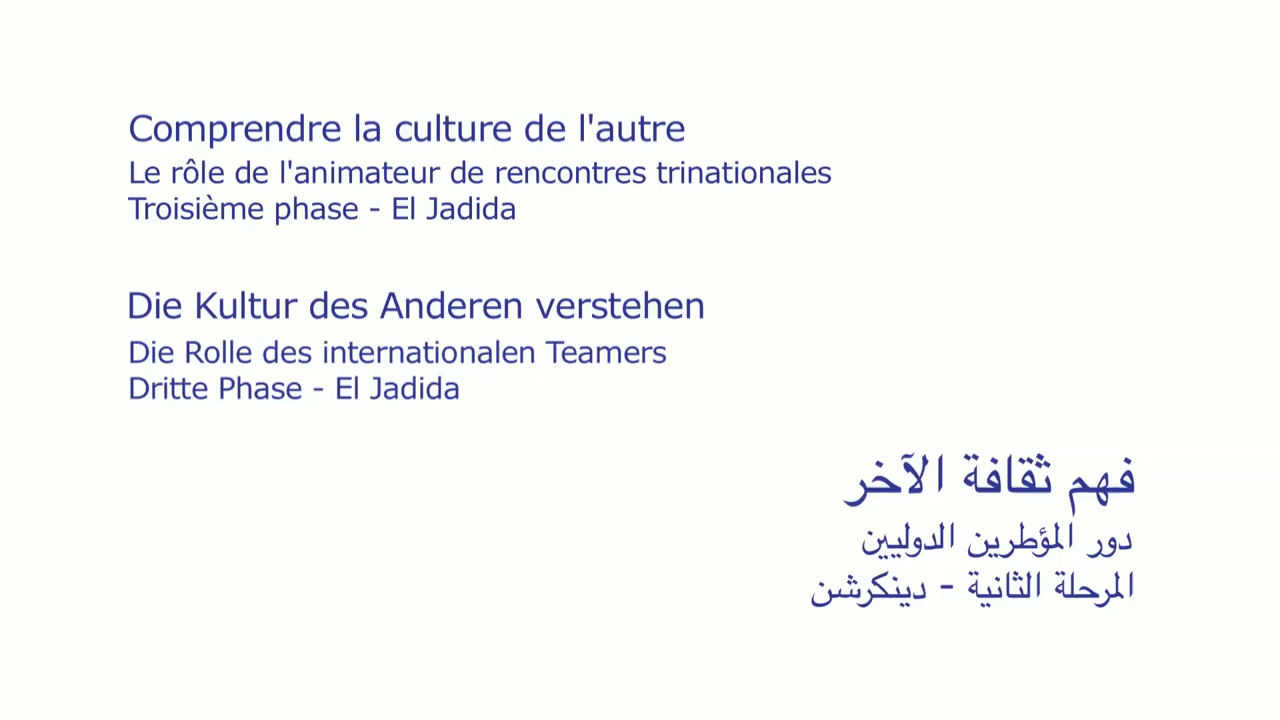 Comprendre la culture de l'autre
Le rôle de l'animateur de rencontres trinationales
Troisième phase - El Jadida
Die Kultur des Anderen verstehen
Die Rolle des internationalen Teamers
Dritte Phase - El Jadida
فهم ثقافة الآخر
دور المؤطرين الدوليين
المرحلة الثانية - دينكرشن